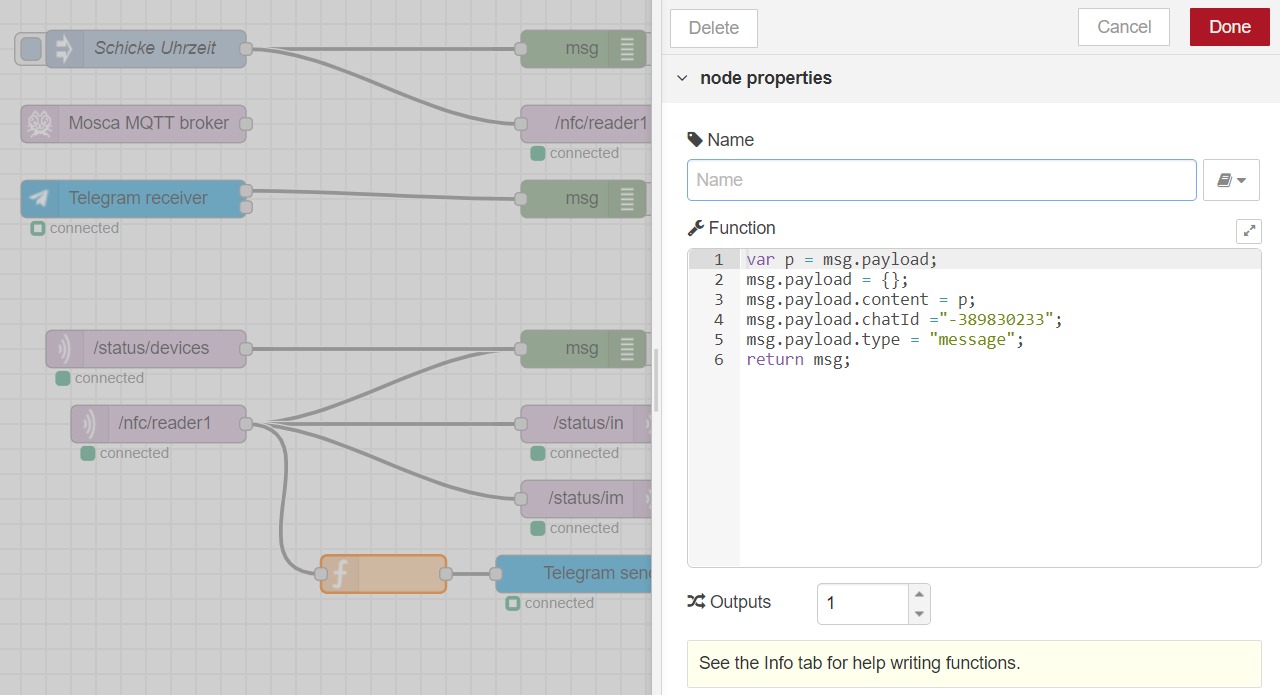 Schicke Uhrzeit
msg
Mosca MQTT broker
/nfc/reader1
connected
Telegram receiver
msg
connected
/status/devices
msg
connected
/nfc/reader1
/status/in
connected
connected
/status/im
connected
Telegram send
connected
Delete
Cancel
Done
node properties
Name
Name
Function
1 var p = msg.payload;
2 msg.payload = {};
3 msg.payload.content = p;
4 msg.payload.chatId ="-389830233";
5 msg.payload.type = "message";
6 return msg;
Outputs
1
See the Info tab for help writing functions.